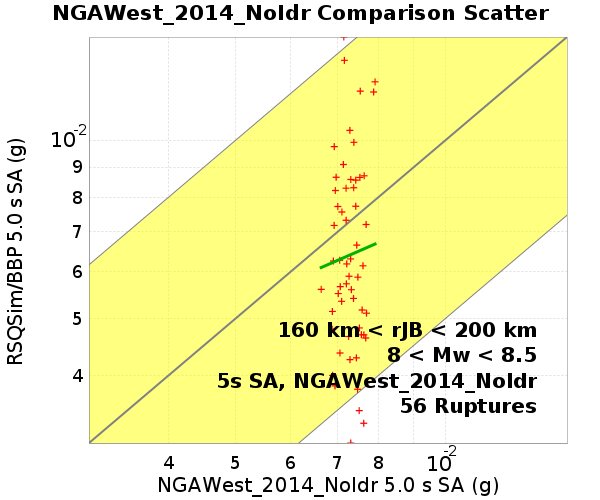 NGAWest_2014_NoIdr Comparison Scatter
RSQSim/BBP 5.0 s SA (g)
10-2
9
8
7
6
5
4
160 km < rJB < 200 km
8 < Mw < 8.5
5s SA, NGAWest_2014_NoIdr
56 Ruptures
4 5 6 7 8 10-2
NGAWest_2014_NoIdr 5.0 s SA (g)